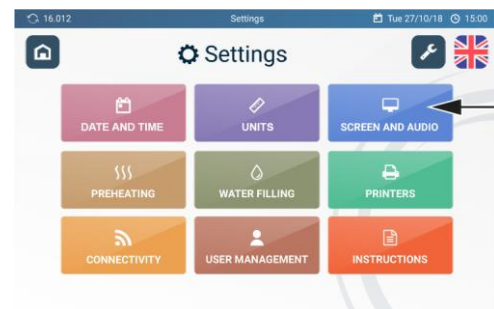 16.012 Settings Tue 27/10/18 15:00
Settings
DATE AND TIME UNITS SCREEN AND AUDIO
PREHEATING WATER FILLING PRINTERS
CONNECTIVITY USER MANAGEMENT INSTRUCTIONS